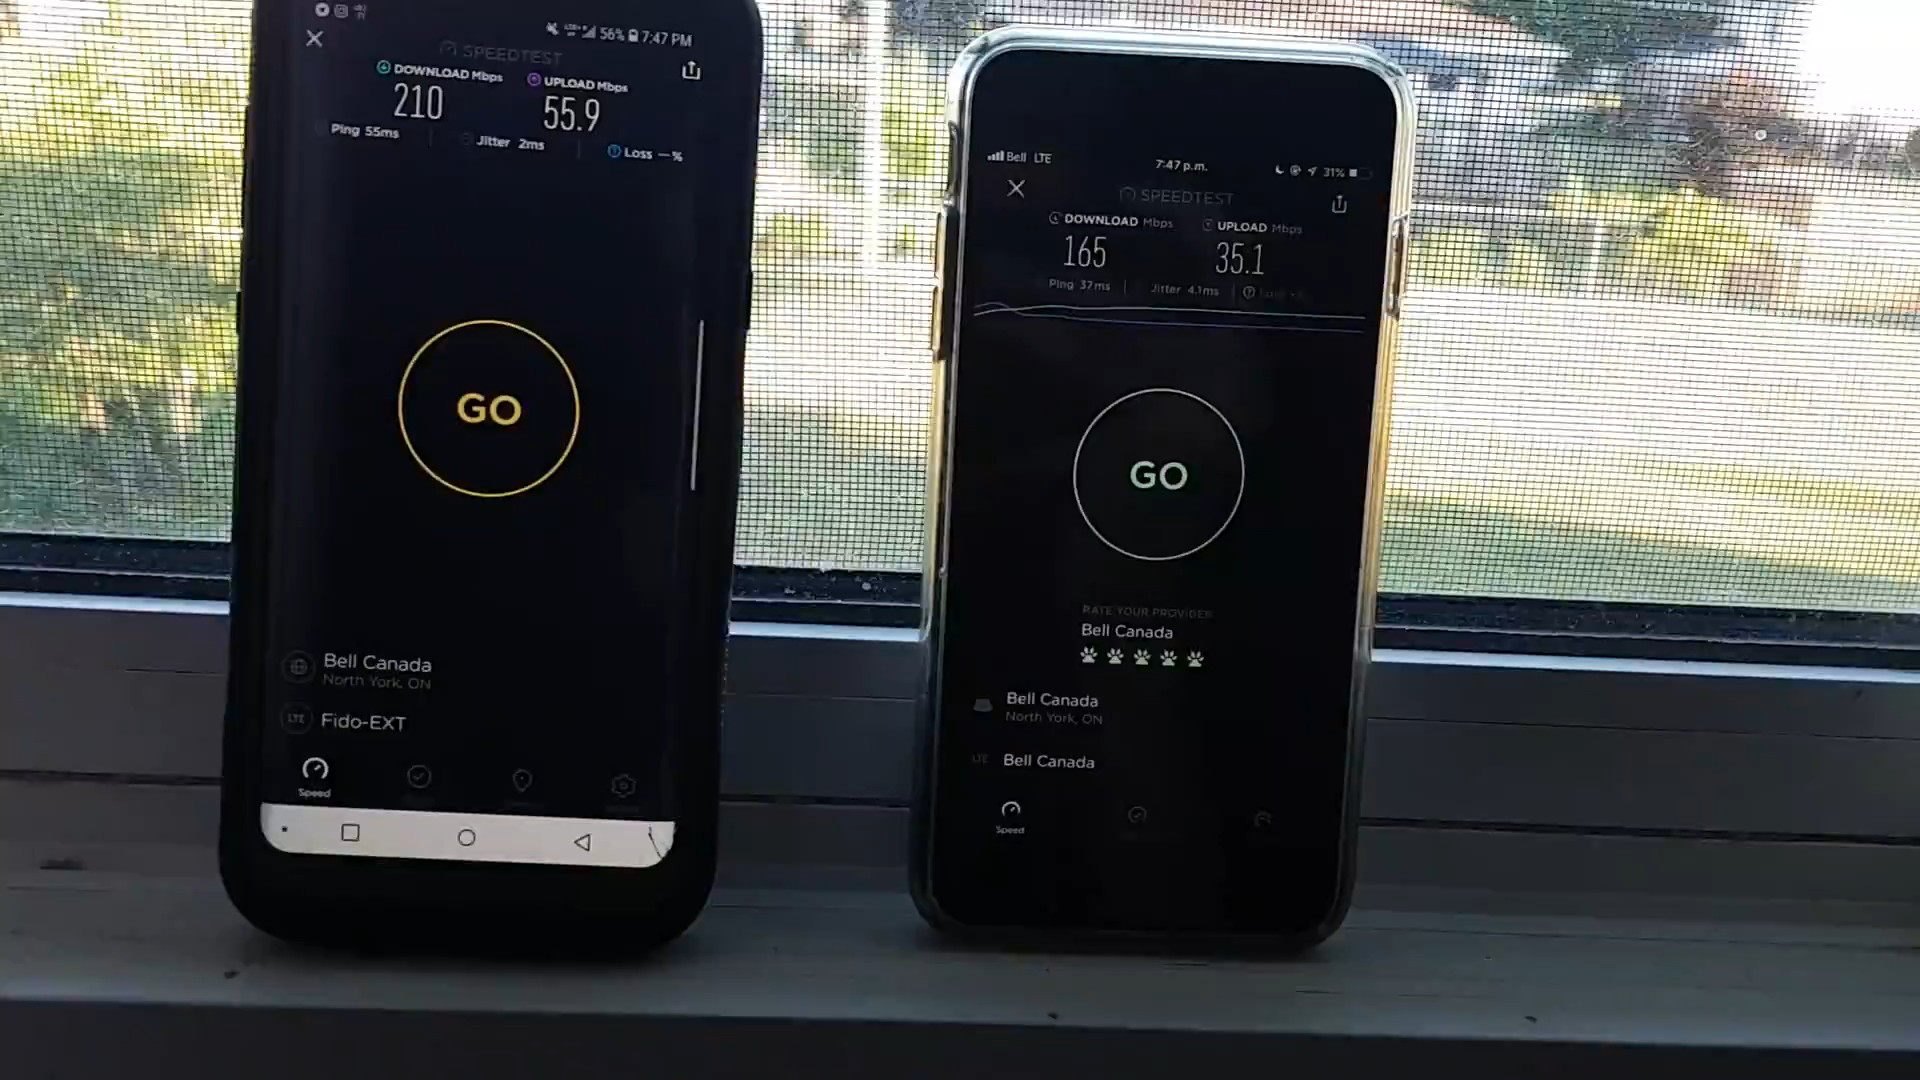 56% 7:47 PM
SPEEDTEST
DOWNLOAD Mbps
UPLOAD Mbps
210
55.9
Ping 55ms
Jitter 2ms
Loss — %
GO
Bell Canada
North York, ON
LTE Fido-EXT
Speed
Bell LTE
7:47 p.m.
31%
SPEEDTEST
DOWNLOAD Mbps
UPLOAD Mbps
165
35.1
Ping 37ms
Jitter 4.1ms
GO
RATE YOUR PROVIDER
Bell Canada
Bell Canada
North York, ON
LTE Bell Canada
Speed